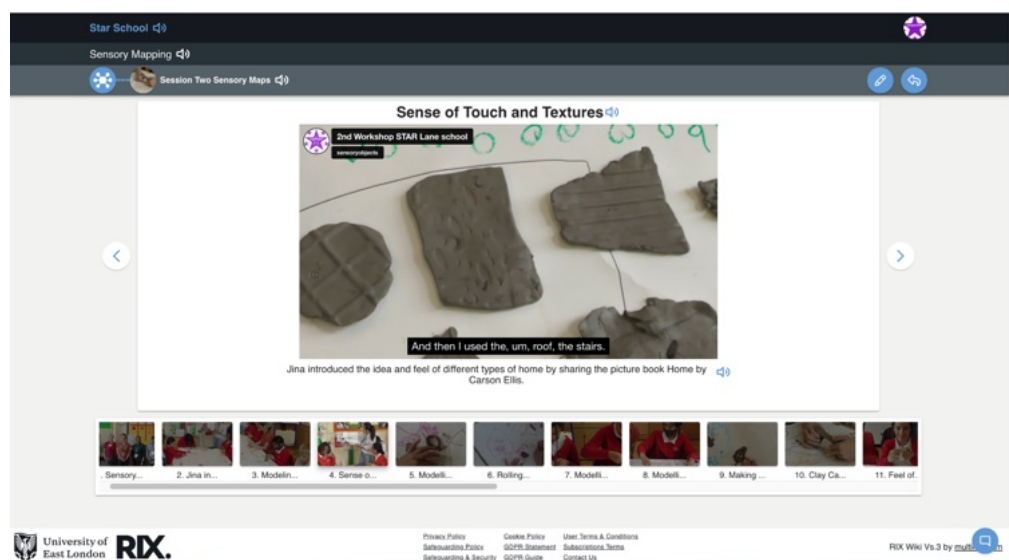 Star School
Sensory Mapping
Session Two Sensory Maps
Sense of Touch and Textures
2nd Workshop STAR Lane school
sensoryobjects
And then I used the, um, roof, the stairs.
Jina introduced the idea and feel of different types of home by sharing the picture book Home by
Carson Ellis.
. Sensory... 2. Jina in... 3. Modelin... 4. Sense o... 5. Modelli... 6. Rolling... 7. Modelli... 8. Modelli... 9. Making ... 10. Clay Ca... 11. Feel of.
University of
East London
RIX.
Privacy Policy Cookie Policy User Terms & Conditions
Safeguarding Policy GDPR Statement Subscriptions Terms
Safeguarding & Security GDPR Guide Contact Us
RIX Wiki Vs.3 by